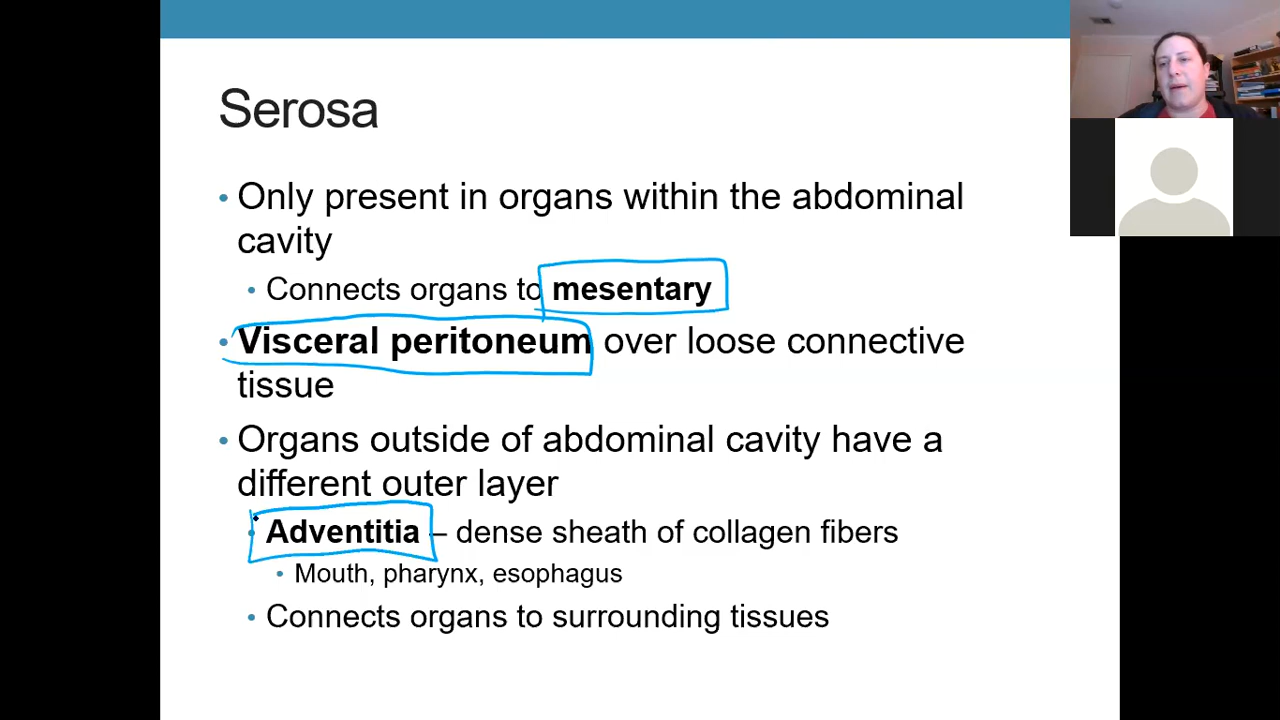 Serosa
• Only present in organs within the abdominal
cavity
• Connects organs to mesentary
• Visceral peritoneum over loose connective
tissue
• Organs outside of abdominal cavity have a
different outer layer
• Adventitia – dense sheath of collagen fibers
• Mouth, pharynx, esophagus
• Connects organs to surrounding tissues